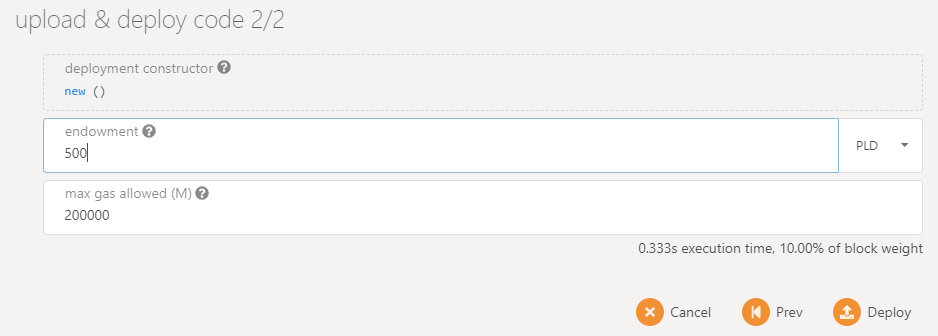 upload & deploy code 2/2
deployment constructor
new ()
endowment
500
PLD
max gas allowed (M)
200000
0.333s execution time, 10.00% of block weight
Cancel
Prev
Deploy